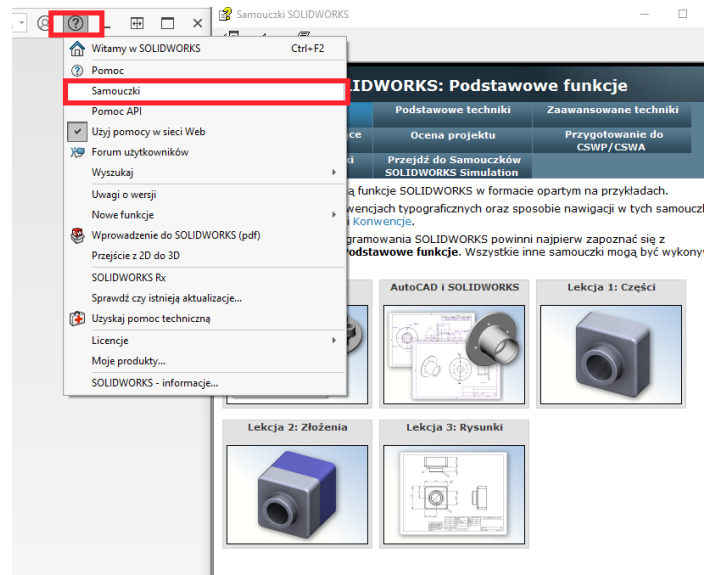 Samouczki SOLIDWORKS
Witamy w SOLIDWORKS Ctrl+F2
Pomoc
Samouczki
Pomoc API
Użyj pomocy w sieci Web
Forum użytkowników
Wyszukaj
Uwagi o wersji
Nowe funkcje
Wprowadzenie do SOLIDWORKS (pdf)
Przejście z 2D do 3D
SOLIDWORKS Rx
Sprawdź czy istnieją aktualizacje...
Uzyskaj pomoc techniczną
Licencje
Moje produkty...
SOLIDWORKS - informacje...
IDWORKS: Podstawowe funkcje
Podstawowe techniki
Zaawansowane techniki
ce
Ocena projektu
Przygotowanie do
CSWP/CSWA
ki
Przejdź do Samouczków
SOLIDWORKS Simulation
ą funkcje SOLIDWORKS w formacie opartym na przykładach.
wencjach typograficznych oraz sposobie nawigacji w tych samouczk
i Konwencje.
gramowania SOLIDWORKS powinni najpierw zapoznać się z
odstawowe funkcje. Wszystkie inne samouczki mogą być wykony
AutoCAD i SOLIDWORKS
Lekcja 1: Części
Lekcja 2: Złożenia
Lekcja 3: Rysunki